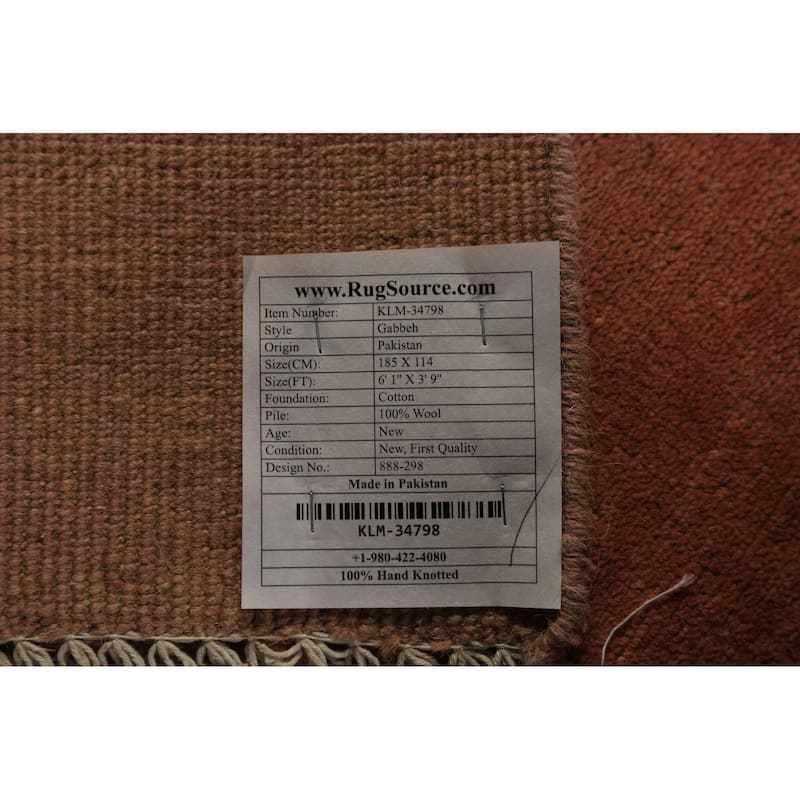 www.RugSource.com
Item Number: KLM-34798
Style Gabbeh
Origin Pakistan
Size(CM): 185 X 114
Size(FT): 6' 1" X 3' 9"
Foundation: Cotton
Pile: 100% Wool
Age: New
Condition: New, First Quality
Design No.: 888-298
Made in Pakistan
KLM-34798
+1-980-422-4080
100% Hand Knotted